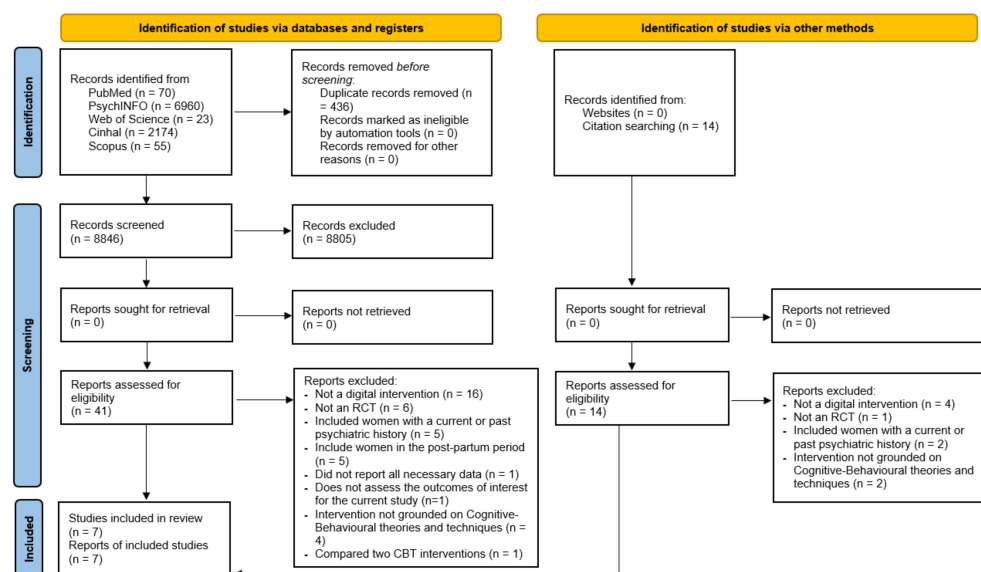 Identification of studies via databases and registers
Identification of studies via other methods
Identification
Records identified from
PubMed (n = 70)
PsychINFO (n = 6960)
Web of Science (n = 23)
Cinhal (n = 2174)
Scopus (n = 55)
Records removed before
screening:
Duplicate records removed (n
= 436)
Records marked as ineligible
by automation tools (n = 0)
Records removed for other
reasons (n = 0)
Records identified from:
Websites (n = 0)
Citation searching (n = 14)
Screening
Records screened
(n = 8846)
Records excluded
(n = 8805)
Reports sought for retrieval
(n = 0)
Reports not retrieved
(n = 0)
Reports sought for retrieval
(n = 0)
Reports not retrieved
(n = 0)
Reports assessed for
eligibility
(n = 41)
Reports excluded:
- Not a digital intervention (n = 16)
- Not an RCT (n = 6)
- Included women with a current or past
psychiatric history (n = 5)
- Include women in the post-partum period
(n = 5)
- Did not report all necessary data (n = 1)
- Does not assess the outcomes of interest
for the current study (n=1)
- Intervention not grounded on Cognitive-
Behavioural theories and techniques (n =
4)
- Compared two CBT interventions (n = 1)
Reports assessed for
eligibility
(n = 14)
Reports excluded:
- Not a digital intervention (n = 4)
- Not an RCT (n = 1)
- Included women with a current or
past psychiatric history (n = 2)
- Intervention not grounded on
Cognitive-Behavioural theories and
techniques (n = 2)
Included
Studies included in review
(n = 7)
Reports of included studies
(n = 7)